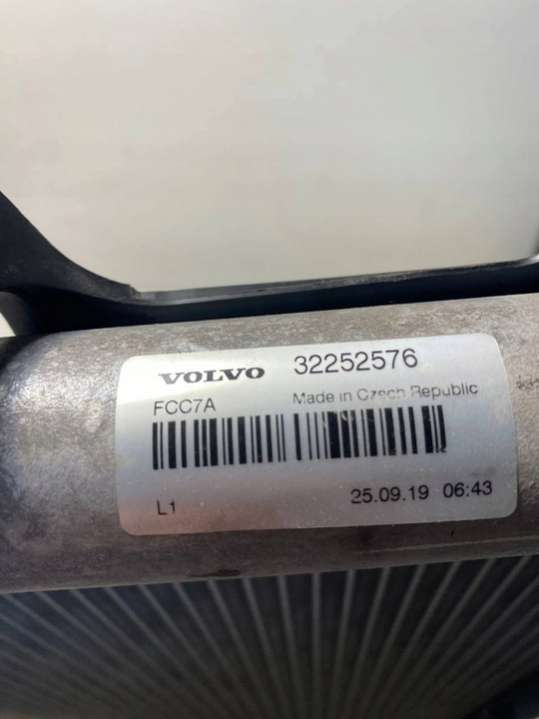 VOLVO 32252576
FCC7A Made in Czech Republic
L1 25.09.19 06:43